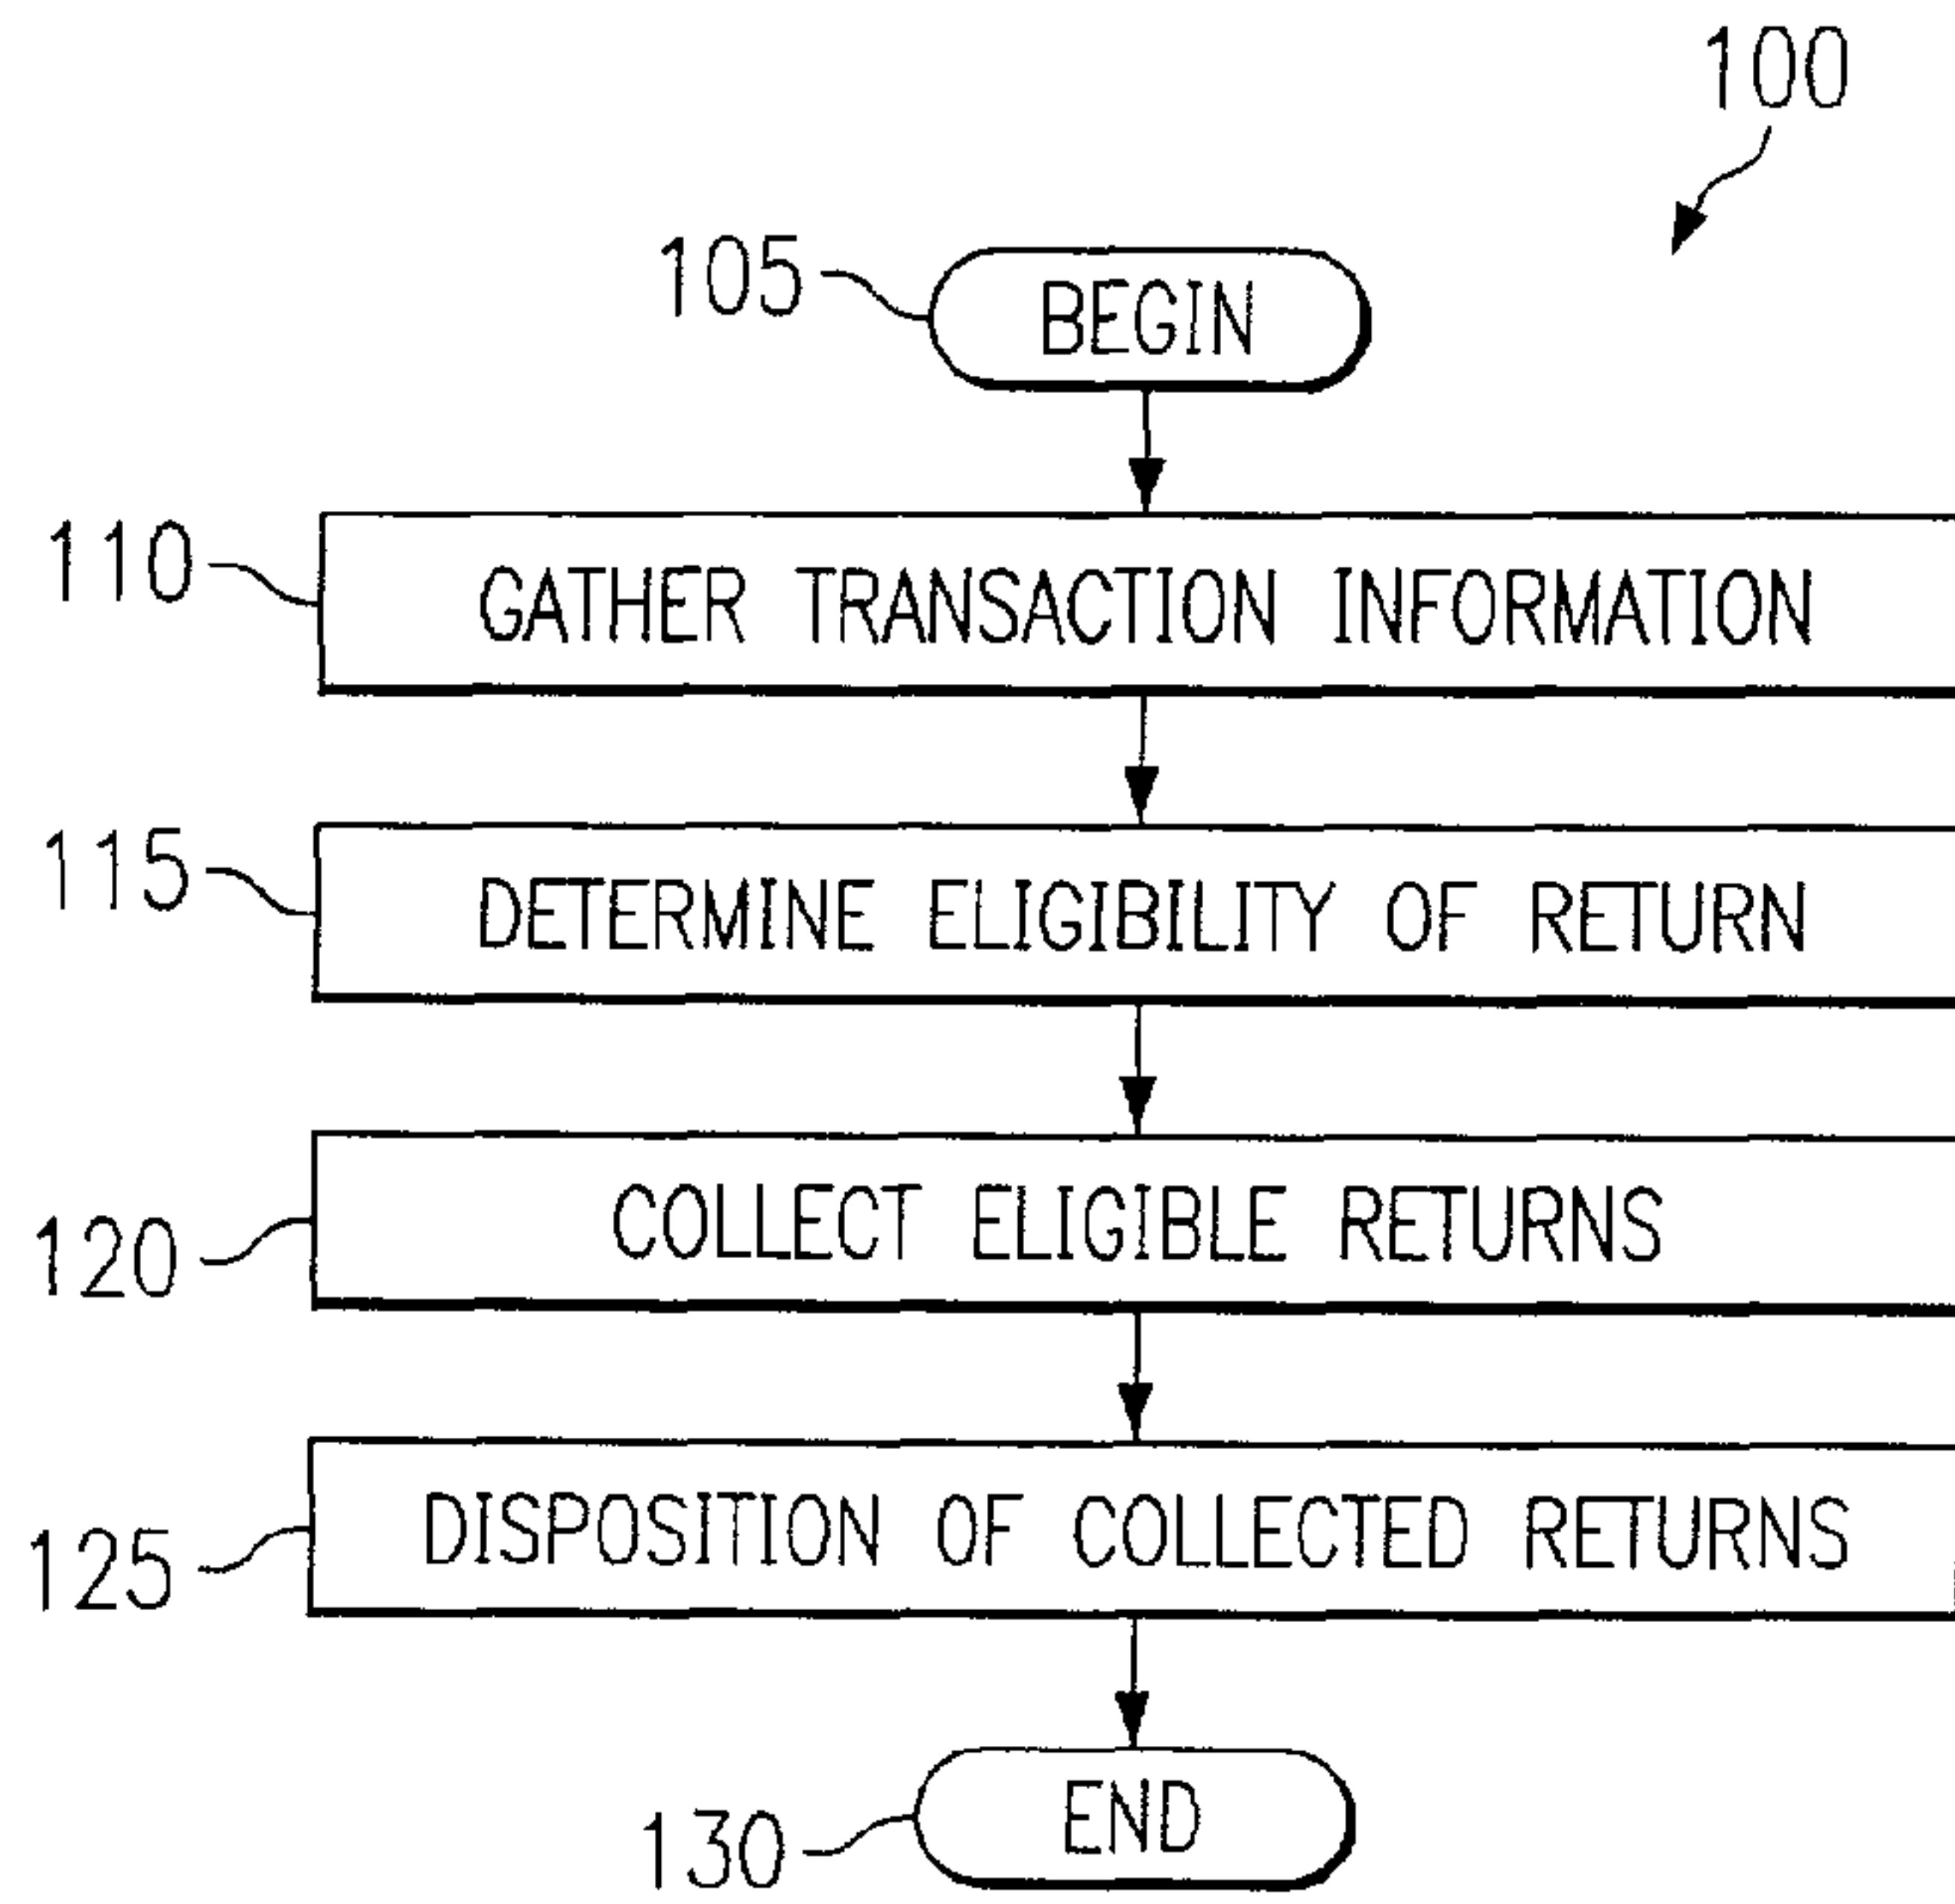 100
105
BEGIN
110
GATHER TRANSACTION INFORMATION
115
DETERMINE ELIGIBILITY OF RETURN
120
COLLECT ELIGIBLE RETURNS
125
DISPOSITION OF COLLECTED RETURNS
130
END